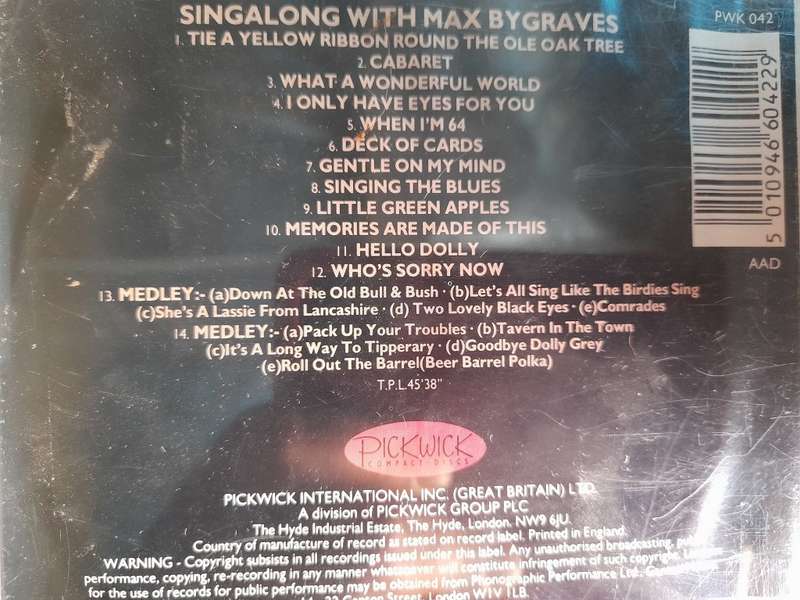 SINGALONG WITH MAX BYGRAVES
PWK 042
1. TIE A YELLOW RIBBON ROUND THE OLE OAK TREE
2. CABARET
3. WHAT A WONDERFUL WORLD
4. I ONLY HAVE EYES FOR YOU
5. WHEN I'M 64
6. DECK OF CARDS
7. GENTLE ON MY MIND
8. SINGING THE BLUES
9. LITTLE GREEN APPLES
10. MEMORIES ARE MADE OF THIS
11. HELLO DOLLY
12. WHO'S SORRY NOW
5 010946 604229
AAD
13. MEDLEY:- (a)Down At The Old Bull & Bush · (b)Let's All Sing Like The Birdies Sing
(c)She's A Lassie From Lancashire · (d) Two Lovely Black Eyes · (e)Comrades
14. MEDLEY:- (a)Pack Up Your Troubles · (b)Tavern In The Town
(c)It's A Long Way To Tipperary · (d)Goodbye Dolly Grey
(e)Roll Out The Barrel(Beer Barrel Polka)
T.P.L.45'38"
PICKWICK
COMPACT DISCS
PICKWICK INTERNATIONAL INC. (GREAT BRITAIN) LTD.
A division of PICKWICK GROUP PLC
The Hyde Industrial Estate, The Hyde, London. NW9 6JU.
Country of manufacture of record as stated on record label. Printed in England.
WARNING - Copyright subsists in all recordings issued under this label. Any unauthorised broadcasting,
performance, copying, re-recording in any manner whatsoever will constitute infringement of such copyright.
for the use of records for public performance may be obtained from Phonographic Performance Ltd.,
Street, London W1V 1LB.